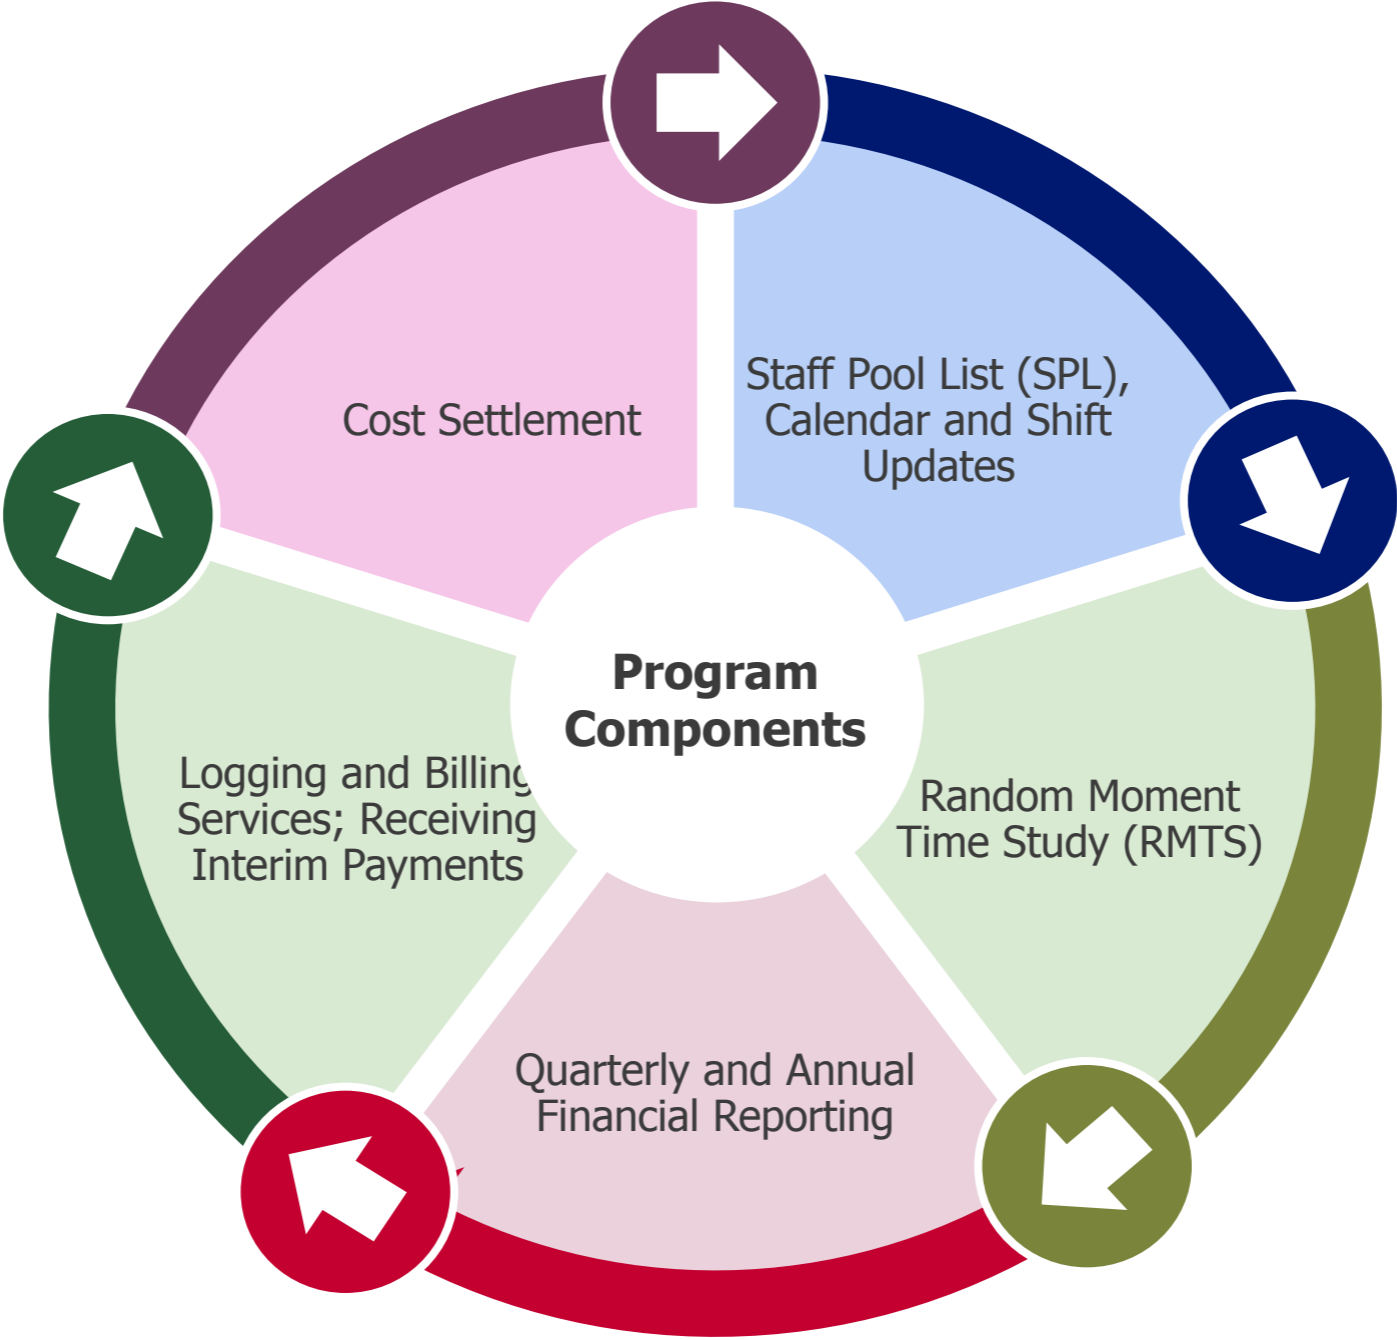 Cost Settlement
Staff Pool List (SPL),
Calendar and Shift
Updates
Program
Components
Logging and Billing
Services; Receiving
Interim Payments
Random Moment
Time Study (RMTS)
Quarterly and Annual
Financial Reporting